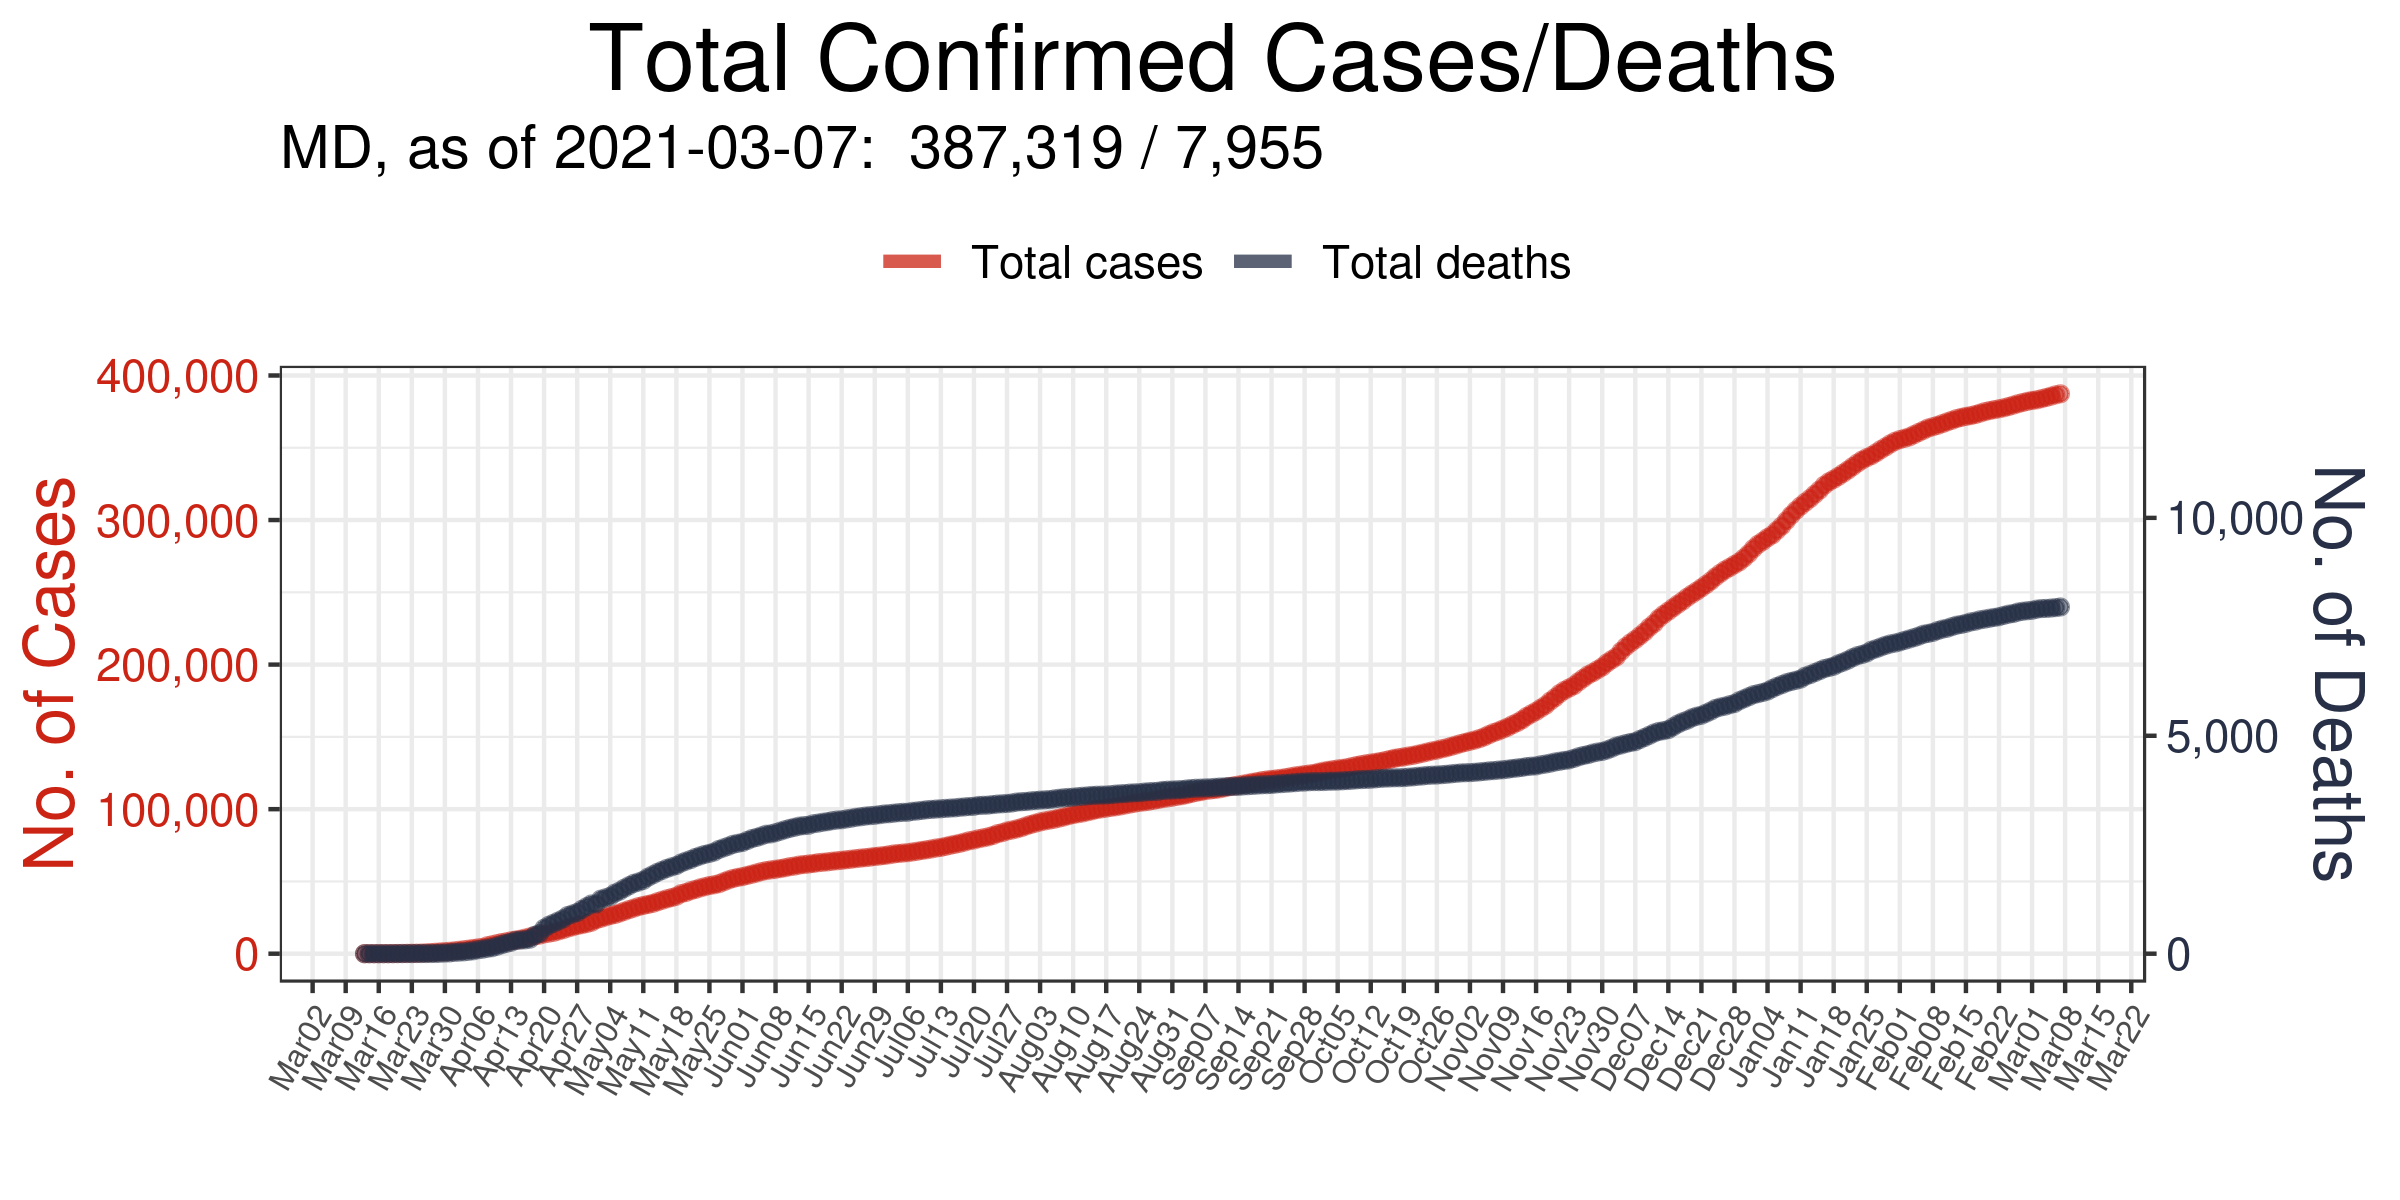 Total Confirmed Cases/Deaths
MD, as of 2021-03-07:  387,319 / 7,955
Total cases
Total deaths
No. of Cases
400,000
300,000
200,000
100,000
0
10,000
5,000
0
No. of Deaths
Mar02
Mar09
Mar16
Mar23
Mar30
Apr06
Apr13
Apr20
Apr27
May04
May11
May18
May25
Jun01
Jun08
Jun15
Jun22
Jun29
Jul06
Jul13
Jul20
Jul27
Aug03
Aug10
Aug17
Aug24
Aug31
Sep07
Sep14
Sep21
Sep28
Oct05
Oct12
Oct19
Oct26
Nov02
Nov09
Nov16
Nov23
Nov30
Dec07
Dec14
Dec21
Dec28
Jan04
Jan11
Jan18
Jan25
Feb01
Feb08
Feb15
Feb22
Mar01
Mar08
Mar15
Mar22